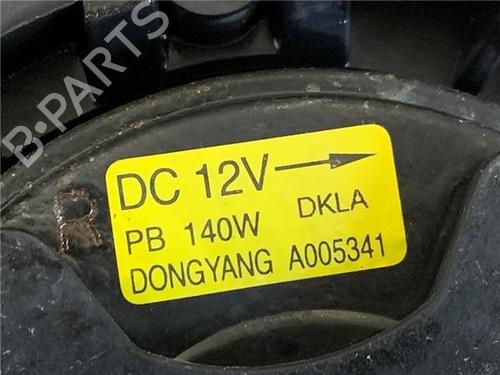 B-PARTS
R
DC 12V →
PB 140W DKLA
DONGYANG A005341